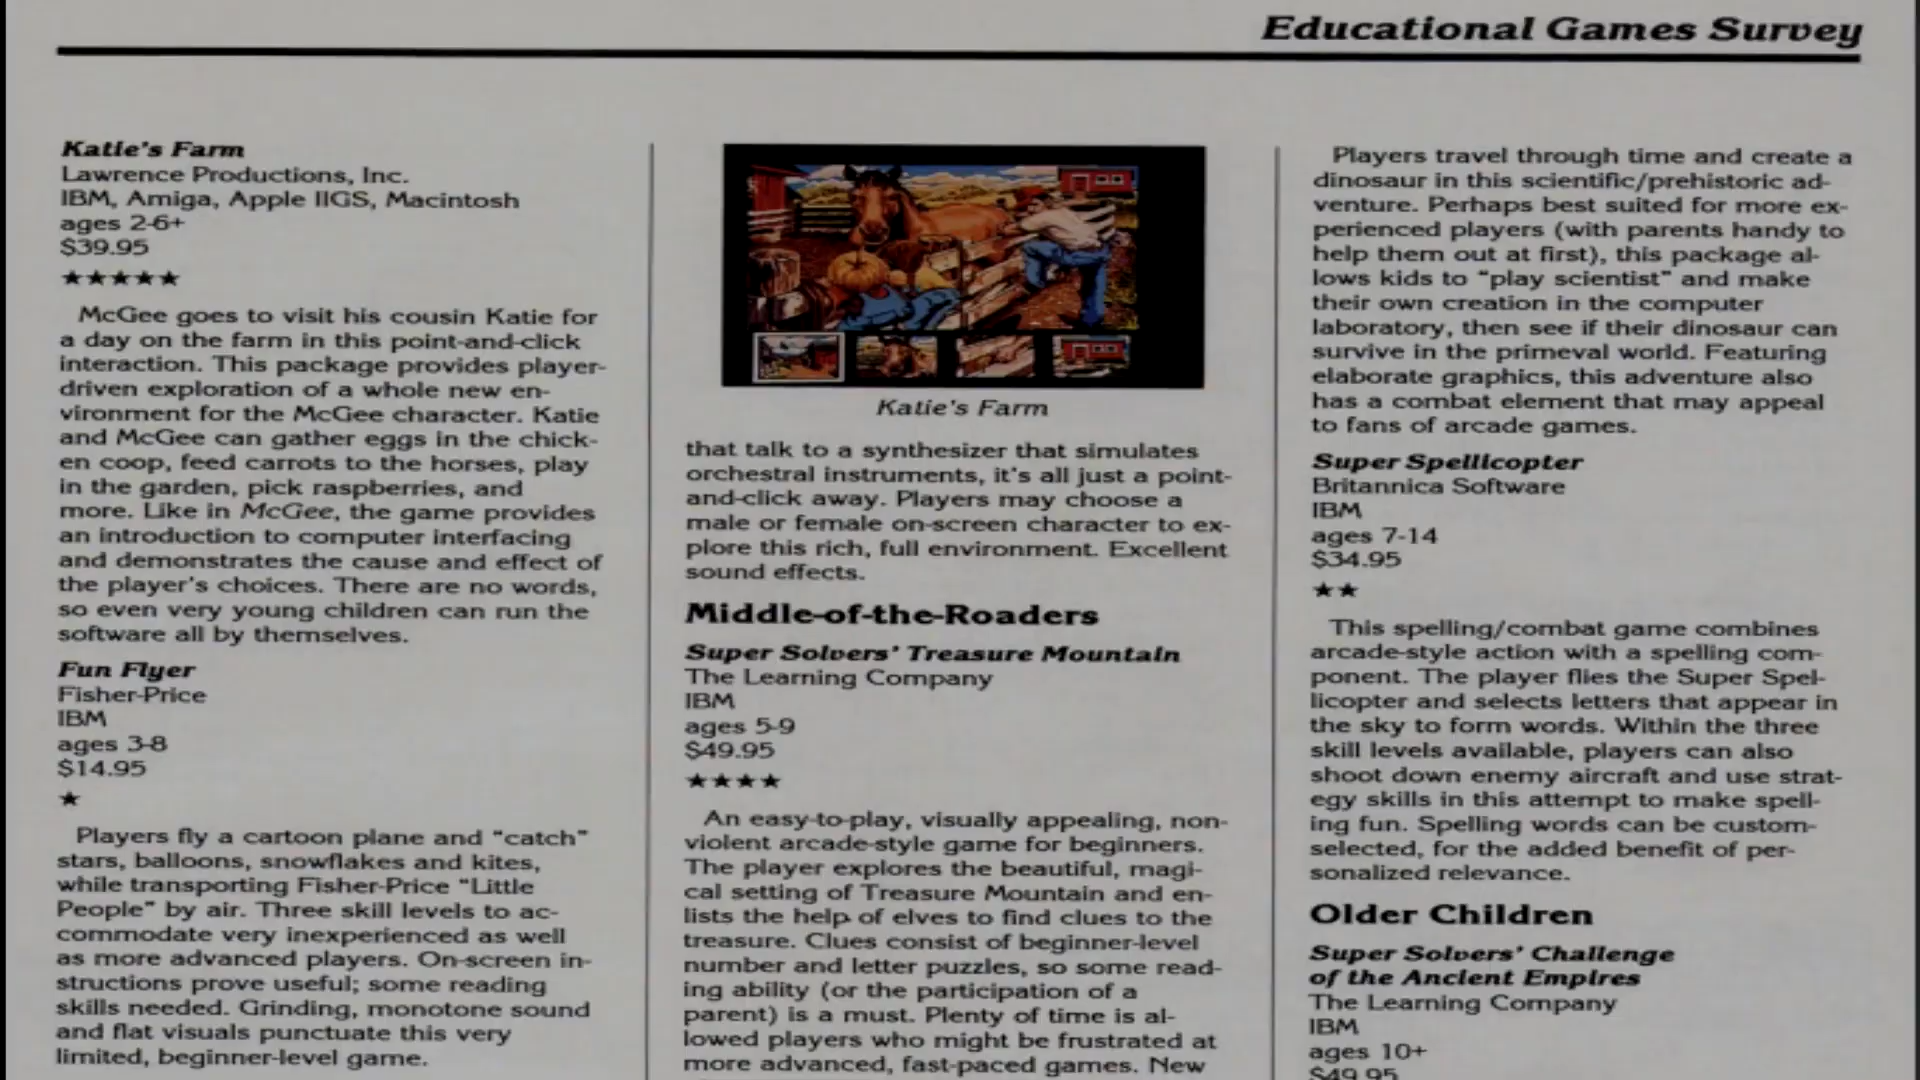 Educational Games Survey
Katie's Farm
Lawrence Productions, Inc.
IBM, Amiga, Apple IIGS, Macintosh
ages 2-6+
$39.95
★★★★★
McGee goes to visit his cousin Katie for
a day on the farm in this point-and-click
interaction. This package provides player-
driven exploration of a whole new en-
vironment for the McGee character. Katie
and McGee can gather eggs in the chick-
en coop, feed carrots to the horses, play
in the garden, pick raspberries, and
more. Like in McGee, the game provides
an introduction to computer interfacing
and demonstrates the cause and effect of
the player's choices. There are no words,
so even very young children can run the
software all by themselves.
Fun Flyer
Fisher-Price
IBM
ages 3-8
$14.95
★
Players fly a cartoon plane and "catch"
stars, balloons, snowflakes and kites,
while transporting Fisher-Price "Little
People" by air. Three skill levels to ac-
commodate very inexperienced as well
as more advanced players. On-screen in-
structions prove useful; some reading
skills needed. Grinding, monotone sound
and flat visuals punctuate this very
limited, beginner-level game.
Katie's Farm
that talk to a synthesizer that simulates
orchestral instruments, it's all just a point-
and-click away. Players may choose a
male or female on-screen character to ex-
plore this rich, full environment. Excellent
sound effects.
Middle-of-the-Roaders
Super Solvers' Treasure Mountain
The Learning Company
IBM
ages 5-9
$49.95
★★★★
An easy-to-play, visually appealing, non-
violent arcade-style game for beginners.
The player explores the beautiful, magi-
cal setting of Treasure Mountain and en-
lists the help of elves to find clues to the
treasure. Clues consist of beginner-level
number and letter puzzles, so some read-
ing ability (or the participation of a
parent) is a must. Plenty of time is al-
lowed players who might be frustrated at
more advanced, fast-paced games. New
Players travel through time and create a
dinosaur in this scientific/prehistoric ad-
venture. Perhaps best suited for more ex-
perienced players (with parents handy to
help them out at first), this package al-
lows kids to "play scientist" and make
their own creation in the computer
laboratory, then see if their dinosaur can
survive in the primeval world. Featuring
elaborate graphics, this adventure also
has a combat element that may appeal
to fans of arcade games.
Super Spellicopter
Britannica Software
IBM
ages 7-14
$34.95
★★
This spelling/combat game combines
arcade-style action with a spelling com-
ponent. The player flies the Super Spel-
licopter and selects letters that appear in
the sky to form words. Within the three
skill levels available, players can also
shoot down enemy aircraft and use strat-
egy skills in this attempt to make spell-
ing fun. Spelling words can be custom-
selected, for the added benefit of per-
sonalized relevance.
Older Children
Super Solvers' Challenge
of the Ancient Empires
The Learning Company
IBM
ages 10+
$49.95